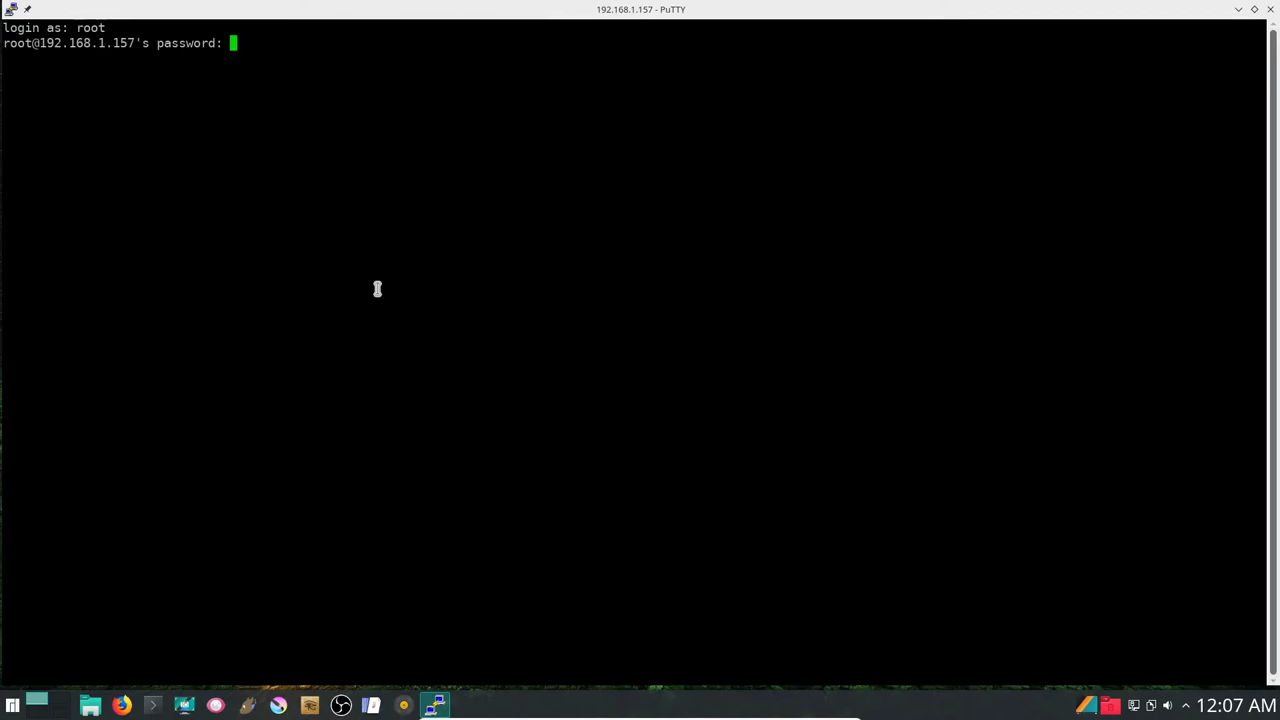 192.168.1.157 - PuTTY
login as: root
root@192.168.1.157's password:
12:07 AM